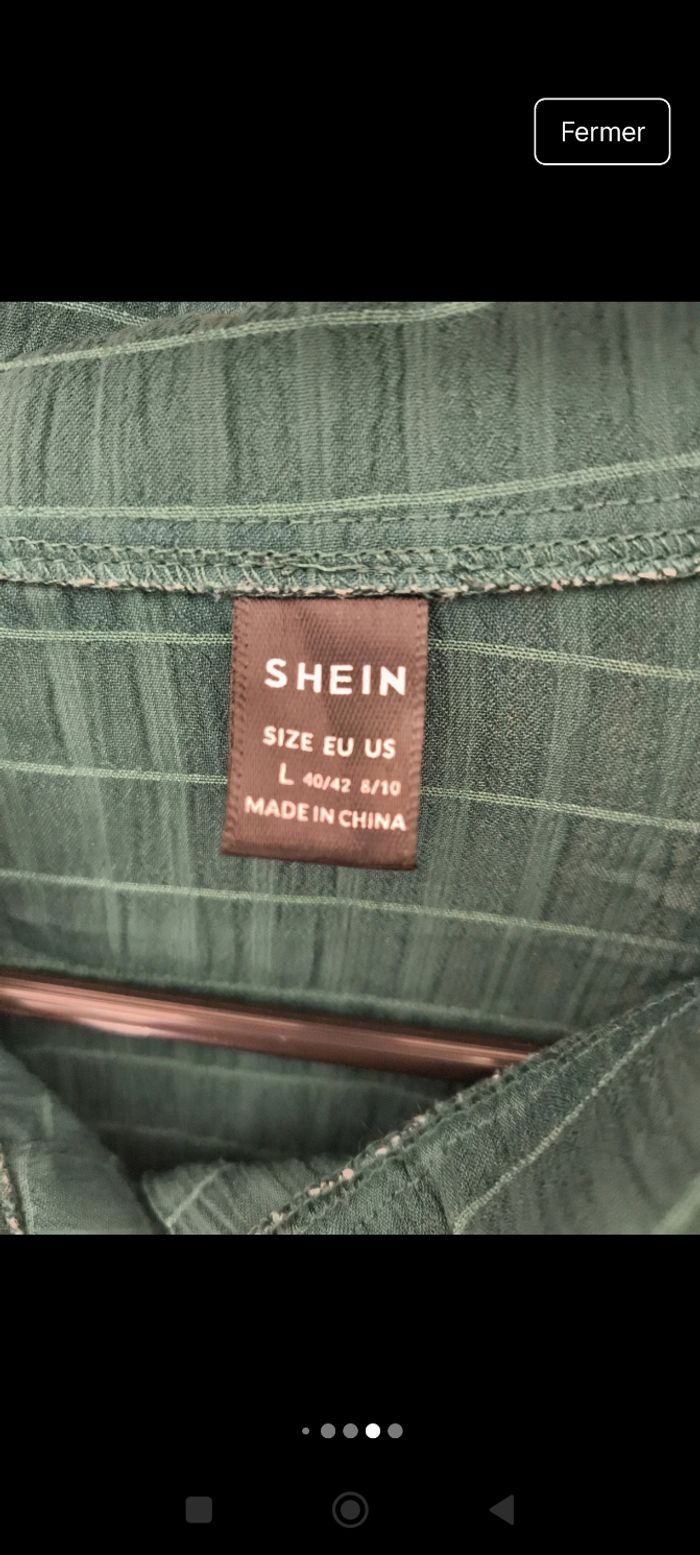 Fermer
SHEIN
SIZE EU US
L 40/42 8/10
MADE IN CHINA